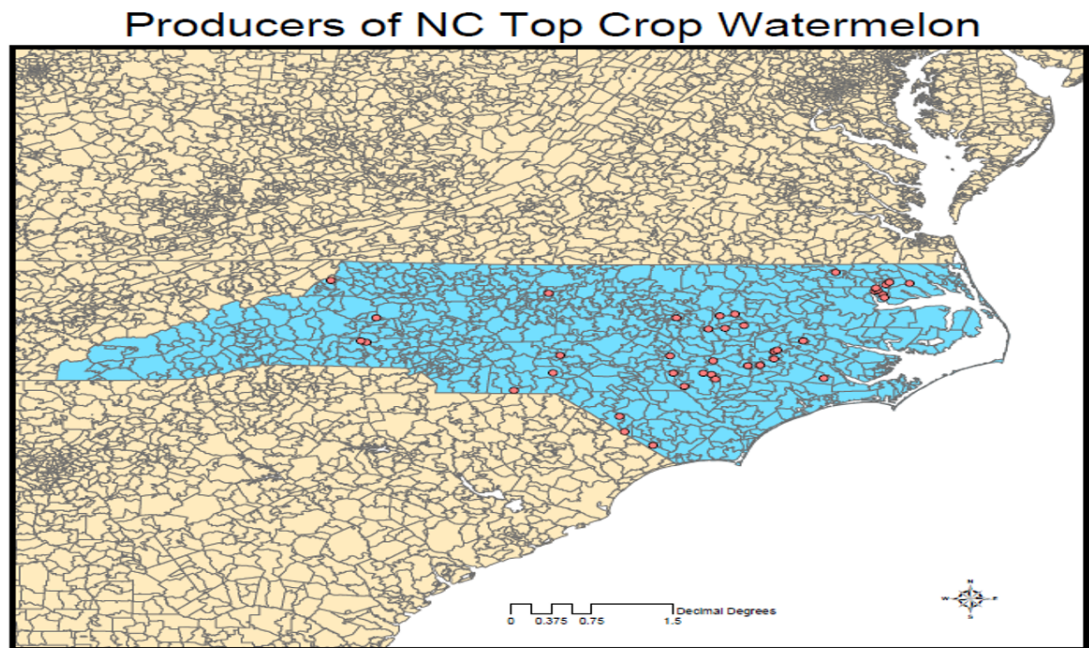 Producers of NC Top Crop Watermelon
N
W E
S
Decimal Degrees
0 0.375 0.75 1.5